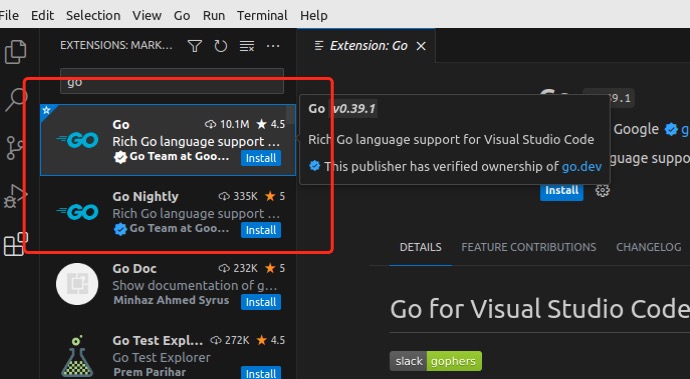 File Edit Selection View Go Run Terminal Help
EXTENSIONS: MARK...
Extension: Go
go
Go 10.1M 4.5
Rich Go language support ...
Go Team at Goo... Install
Go Nightly 335K 5
Rich Go language support ...
Go Team at Goo... Install
Go Doc 232K 5
Show documentation of g...
Minhaz Ahmed Syrus Install
Go Test Expl... 272K 4.5
Go Test Explorer
Prem Parihar Install
Go v0.39.1
Rich Go language support for Visual Studio Code
This publisher has verified ownership of go.dev
Google
Install
DETAILS FEATURE CONTRIBUTIONS CHANGELOG
Go for Visual Studio Code
slack gophers